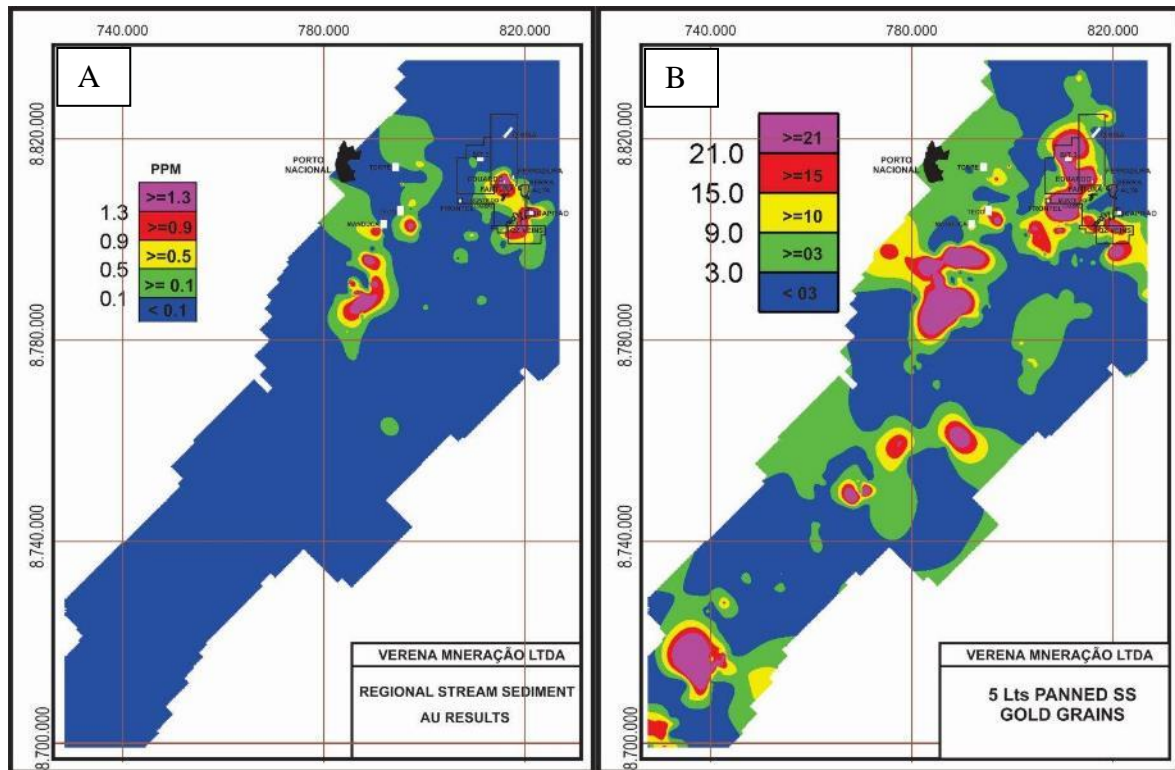 740.000 780.000 820.000
A
8.820.000
8.780.000
8.740.000
8.700.000
PORTO
NACIONAL
TORRE
MANDUCA
PPM
>=1.3
>=0.9
>=0.5
>= 0.1
< 0.1
1.3
0.9
0.5
0.1
VERENA MNERAÇÃO LTDA
REGIONAL STREAM SEDIMENT
AU RESULTS
740.000 780.000 820.000
B
8.820.000
8.780.000
8.740.000
8.700.000
PORTO
NACIONAL
TORRE
>=21
>=15
>=10
>=03
< 03
21.0
15.0
9.0
3.0
VERENA MNERAÇÃO LTDA
5 Lts PANNED SS
GOLD GRAINS